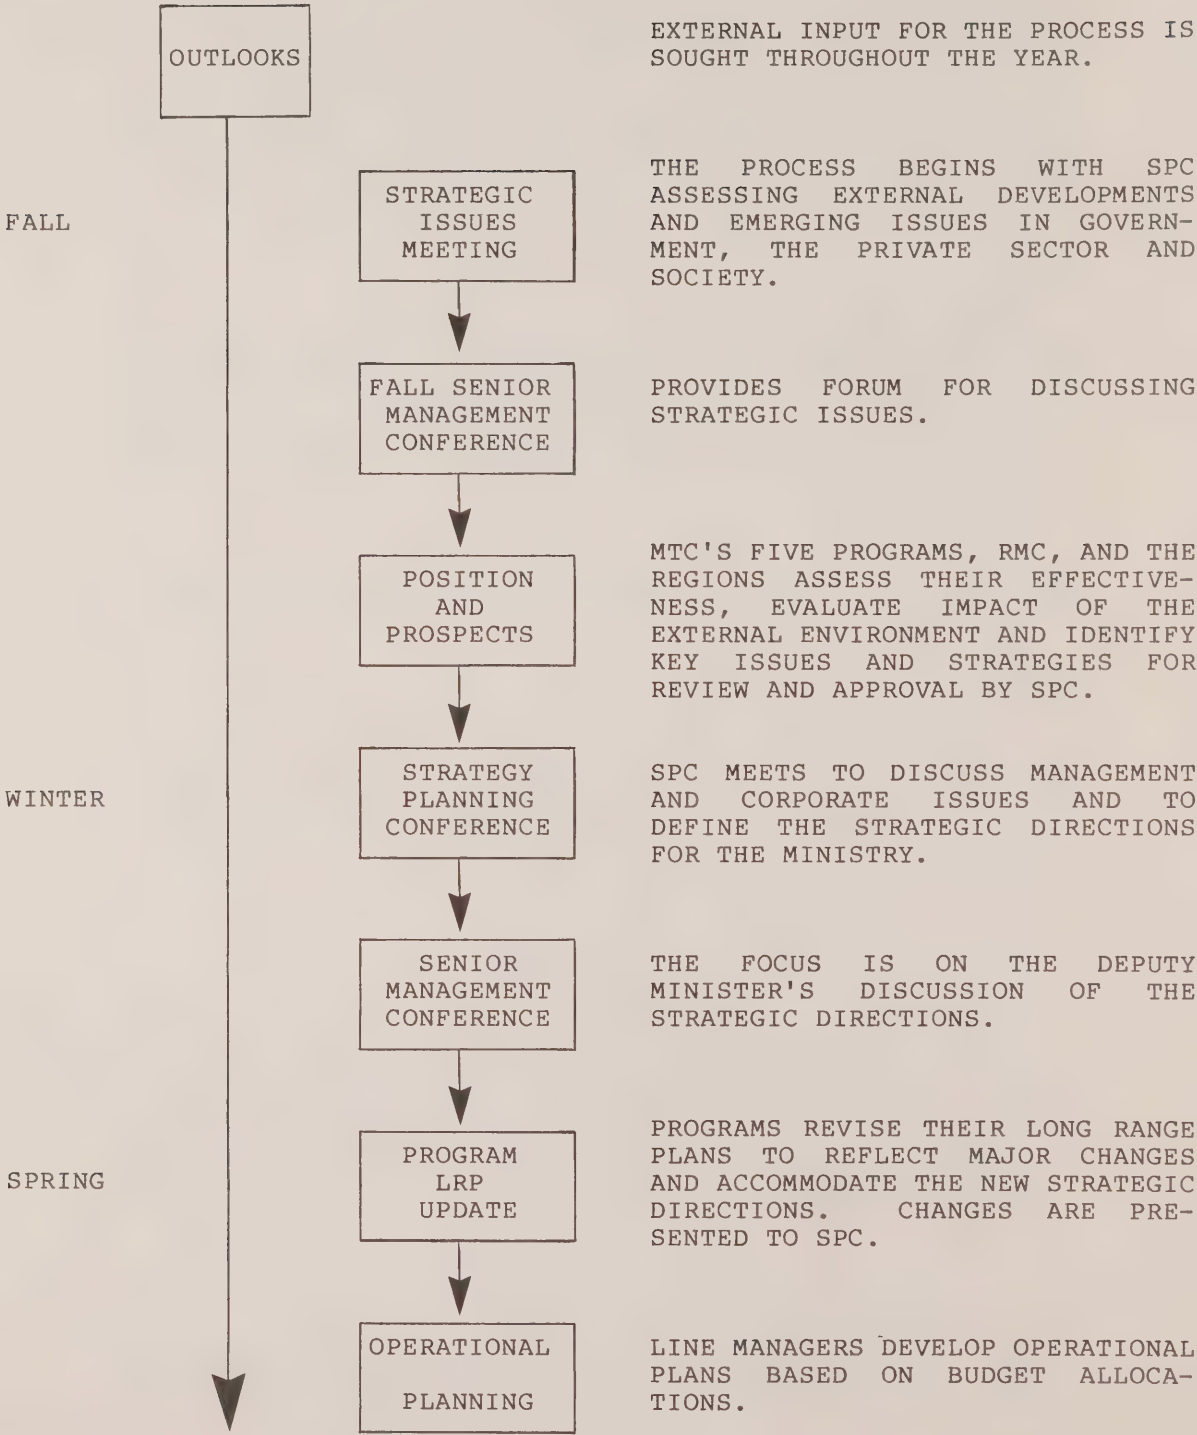 OUTLOOKS
EXTERNAL INPUT FOR THE PROCESS IS
SOUGHT THROUGHOUT THE YEAR.
FALL
STRATEGIC
ISSUES
MEETING
THE PROCESS BEGINS WITH SPC
ASSESSING EXTERNAL DEVELOPMENTS
AND EMERGING ISSUES IN GOVERN-
MENT, THE PRIVATE SECTOR AND
SOCIETY.
FALL SENIOR
MANAGEMENT
CONFERENCE
PROVIDES FORUM FOR DISCUSSING
STRATEGIC ISSUES.
POSITION
AND
PROSPECTS
MTC'S FIVE PROGRAMS, RMC, AND THE
REGIONS ASSESS THEIR EFFECTIVE-
NESS, EVALUATE IMPACT OF THE
EXTERNAL ENVIRONMENT AND IDENTIFY
KEY ISSUES AND STRATEGIES FOR
REVIEW AND APPROVAL BY SPC.
WINTER
STRATEGY
PLANNING
CONFERENCE
SPC MEETS TO DISCUSS MANAGEMENT
AND CORPORATE ISSUES AND TO
DEFINE THE STRATEGIC DIRECTIONS
FOR THE MINISTRY.
SENIOR
MANAGEMENT
CONFERENCE
THE FOCUS IS ON THE DEPUTY
MINISTER'S DISCUSSION OF THE
STRATEGIC DIRECTIONS.
SPRING
PROGRAM
LRP
UPDATE
PROGRAMS REVISE THEIR LONG RANGE
PLANS TO REFLECT MAJOR CHANGES
AND ACCOMMODATE THE NEW STRATEGIC
DIRECTIONS. CHANGES ARE PRE-
SENTED TO SPC.
OPERATIONAL
PLANNING
LINE MANAGERS DEVELOP OPERATIONAL
PLANS BASED ON BUDGET ALLOCA-
TIONS.